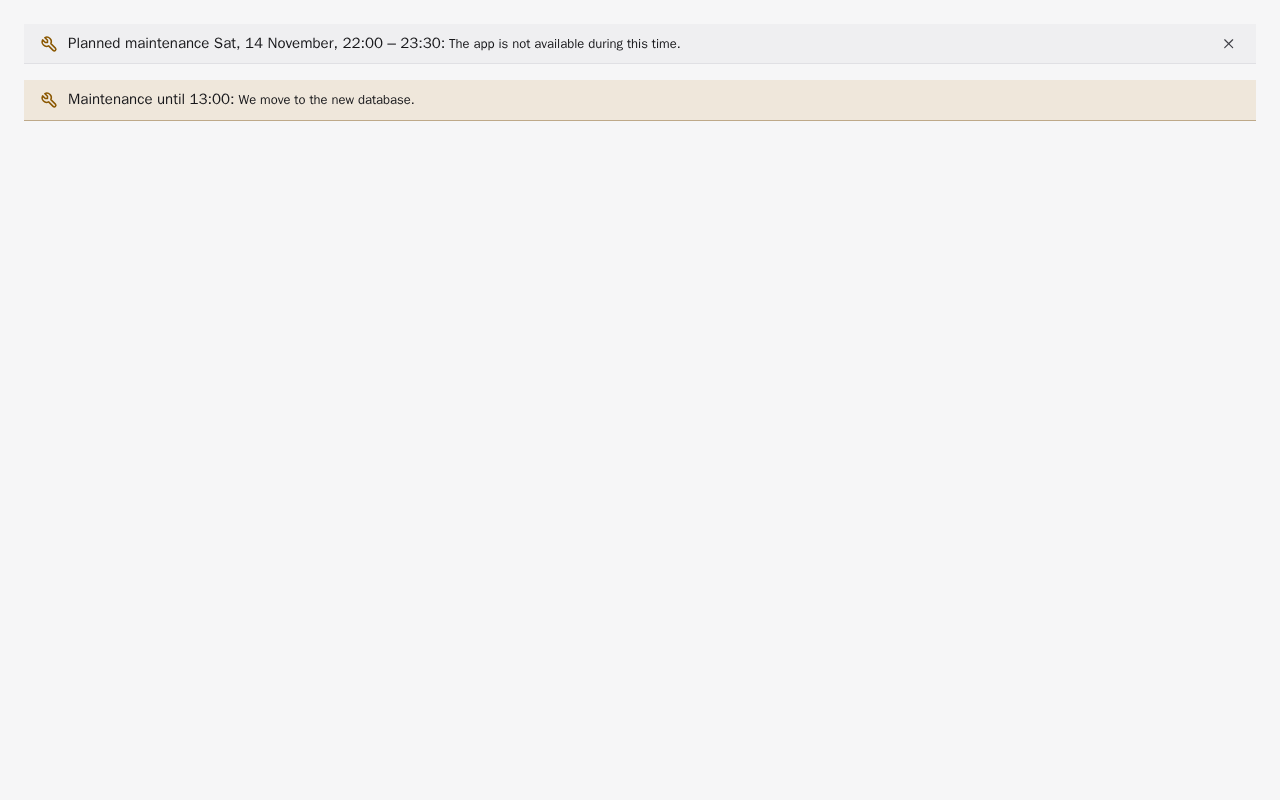 Planned maintenance Sat, 14 November, 22:00 – 23:30: The app is not available during this time.
Maintenance until 13:00: We move to the new database.